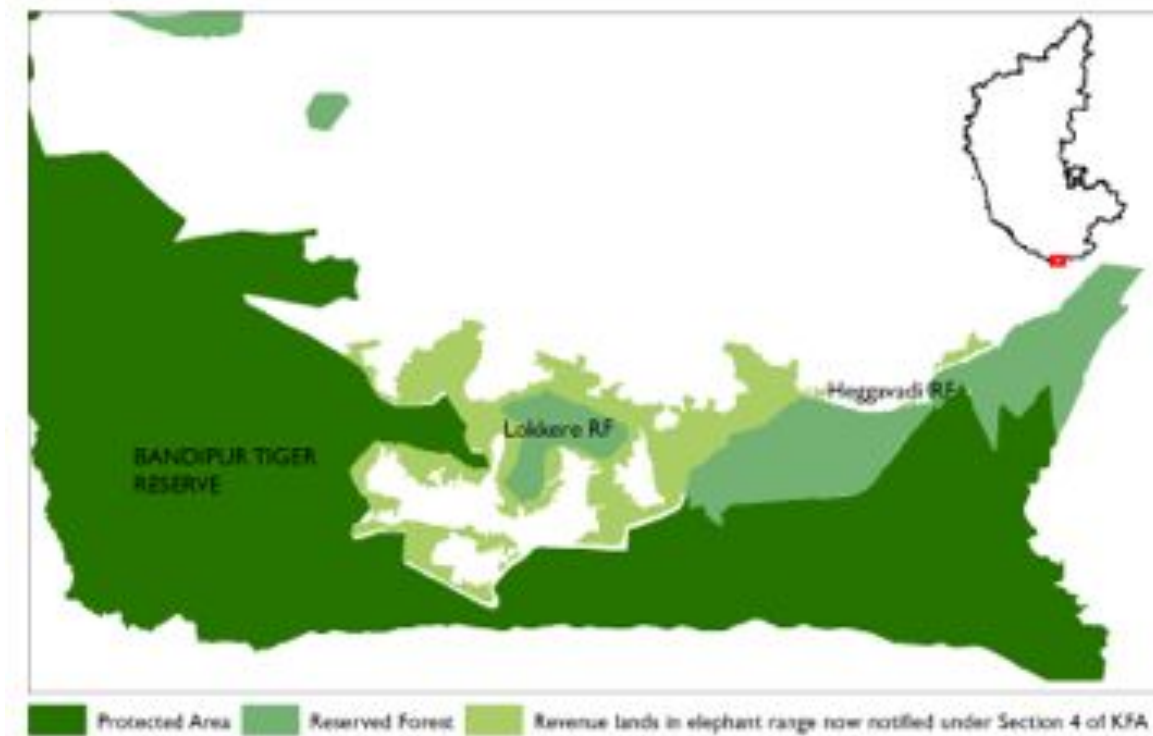 Heggavadi RF
Lokkere RF
BANDIPUR TIGER
RESERVE
Protected Area
Reserved Forest
Revenue lands in elephant range now notified under Section 4 of KFA